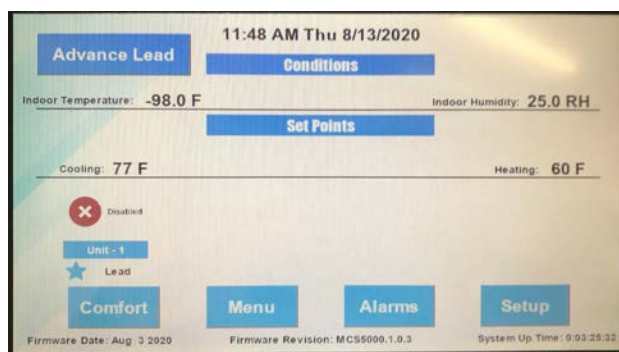 11:48 AM Thu 8/13/2020
Advance Lead
Conditions
Indoor Temperature: -98.0 F
Indoor Humidity: 25.0 RH
Set Points
Cooling: 77 F
Heating: 60 F
Disabled
Unit - 1
Lead
Comfort
Menu
Alarms
Setup
Firmware Date: Aug 3 2020
Firmware Revision: MCS5000.1.0.3
System Up Time: 0:03:25:32